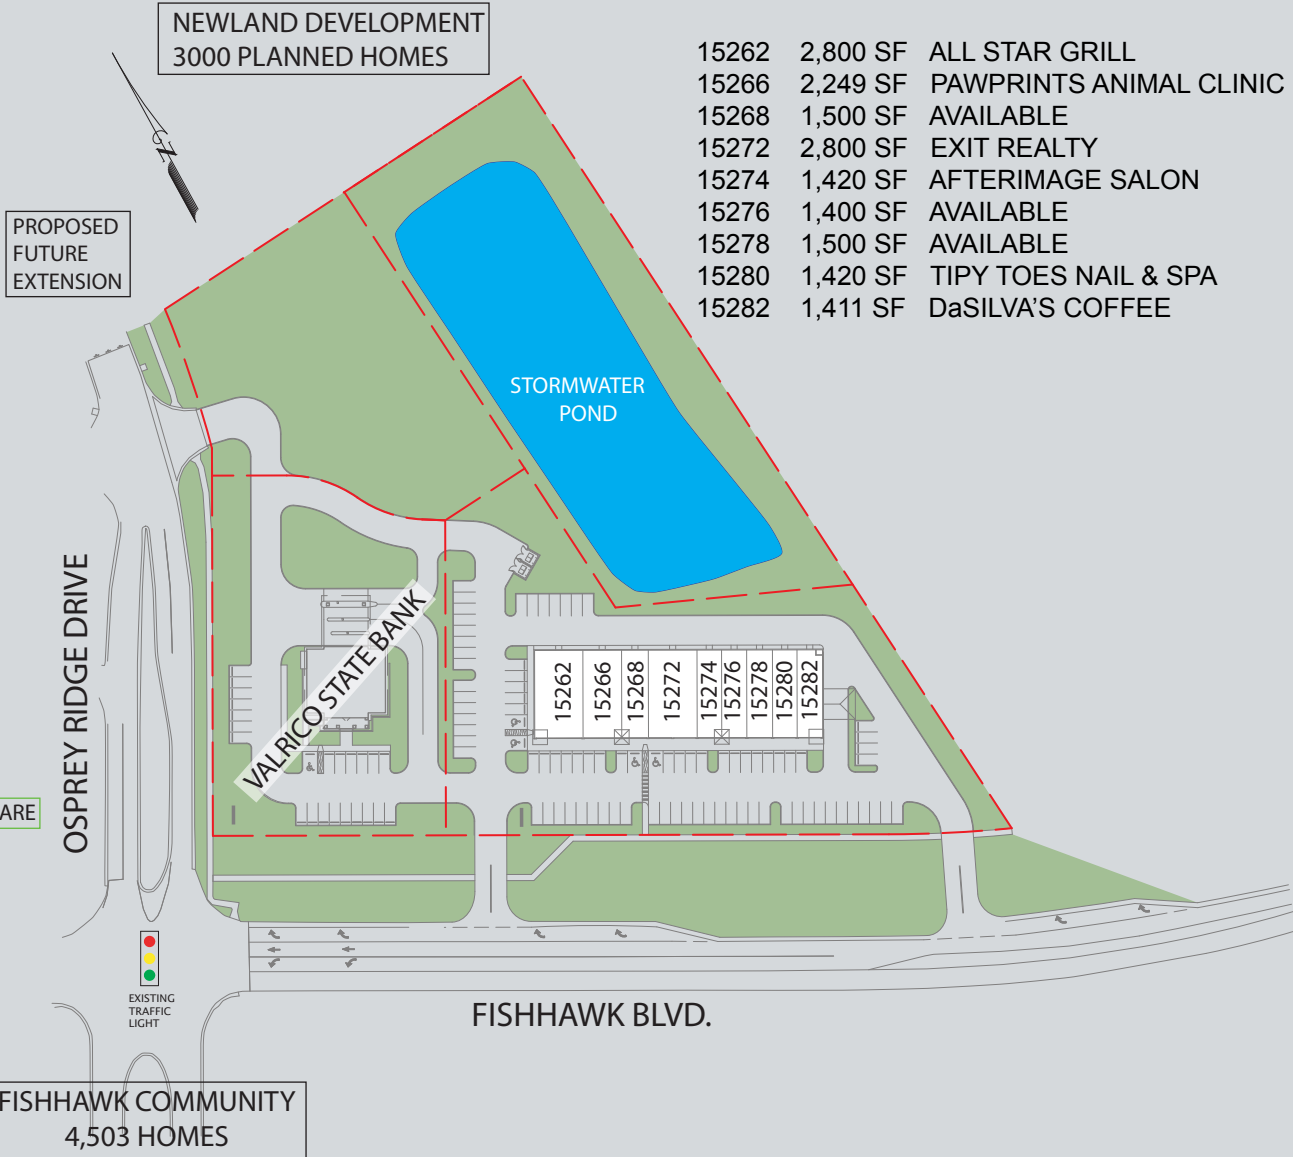 NEWLAND DEVELOPMENT
3000 PLANNED HOMES
15262 2,800 SF ALL STAR GRILL
15266 2,249 SF PAWPRINTS ANIMAL CLINIC
15268 1,500 SF AVAILABLE
15272 2,800 SF EXIT REALTY
15274 1,420 SF AFTERIMAGE SALON
15276 1,400 SF AVAILABLE
15278 1,500 SF AVAILABLE
15280 1,420 SF TIPY TOES NAIL & SPA
15282 1,411 SF DaSILVA'S COFFEE
N
PROPOSED
FUTURE
EXTENSION
STORMWATER
POND
OSPREY RIDGE DRIVE
VALRICO STATE BANK
15262
15266
15268
15272
15274
15276
15278
15280
15282
ARE
EXISTING
TRAFFIC
LIGHT
FISHHAWK BLVD.
FISHHAWK COMMUNITY
4,503 HOMES